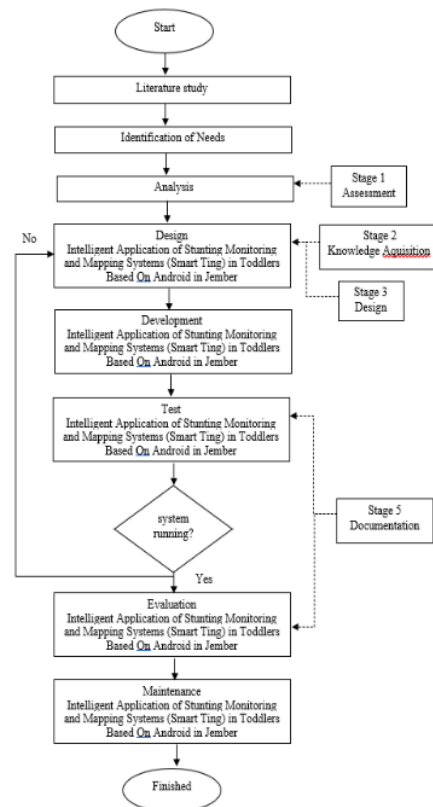 Start
Literature study
Identification of Needs
Analysis
Stage 1
Assessment
Design
Intelligent Application of Stunting Monitoring
and Mapping Systems (Smart Ting) in Toddlers
Based On Android in Jember
No
Stage 2
Knowledge Aquisition
Stage 3
Design
Development
Intelligent Application of Stunting Monitoring
and Mapping Systems (Smart Ting) in Toddlers
Based On Android in Jember
Test
Intelligent Application of Stunting Monitoring
and Mapping Systems (Smart Ting) in Toddlers
Based On Android in Jember
system
running?
Stage 5
Documentation
Yes
Evaluation
Intelligent Application of Stunting Monitoring
and Mapping Systems (Smart Ting) in Toddlers
Based On Android in Jember
Maintenance
Intelligent Application of Stunting Monitoring
and Mapping Systems (Smart Ting) in Toddlers
Based On Android in Jember
Finished